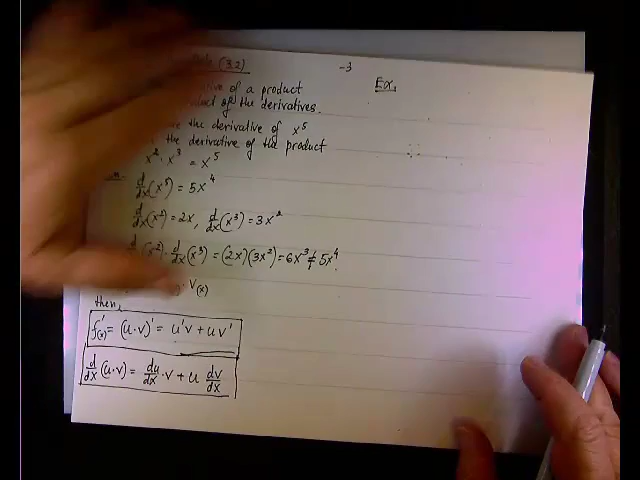 (3.2)
-3
Ex,
of a product
of the derivatives.
the derivative of x⁵
the derivative of the product
x² · x³ = x⁵
d/dx (x⁵) = 5x⁴
d/dx (x²) = 2x, d/dx (x³) = 3x²
(x²) · d/dx (x³) = (2x)(3x²) = 6x³ ≠ 5x⁴.
· v(x)
then,
f'(x) = (u·v)' = u'v + uv'
d/dx (u·v) = du/dx · v + u dv/dx